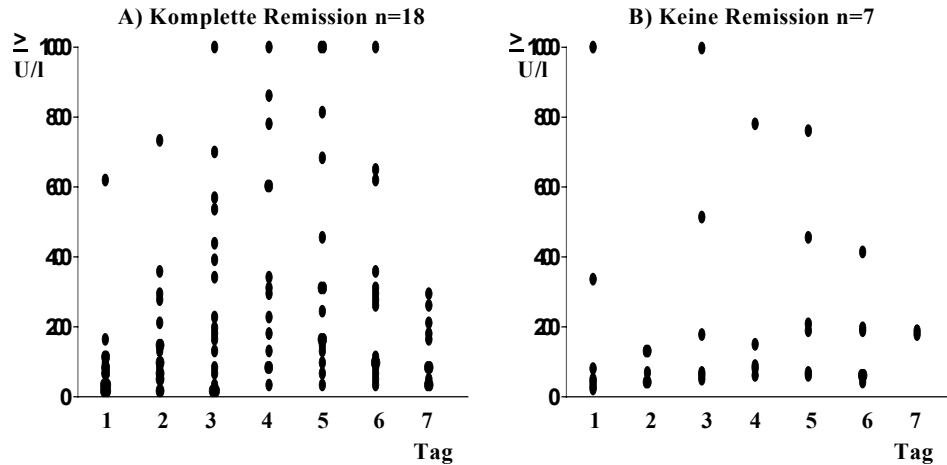 A) Komplette Remission n=18
≥ 1000
U/l
800
600
400
200
0
1 2 3 4 5 6 7
Tag
B) Keine Remission n=7
≥ 1000
U/l
800
600
400
200
0
1 2 3 4 5 6 7
Tag